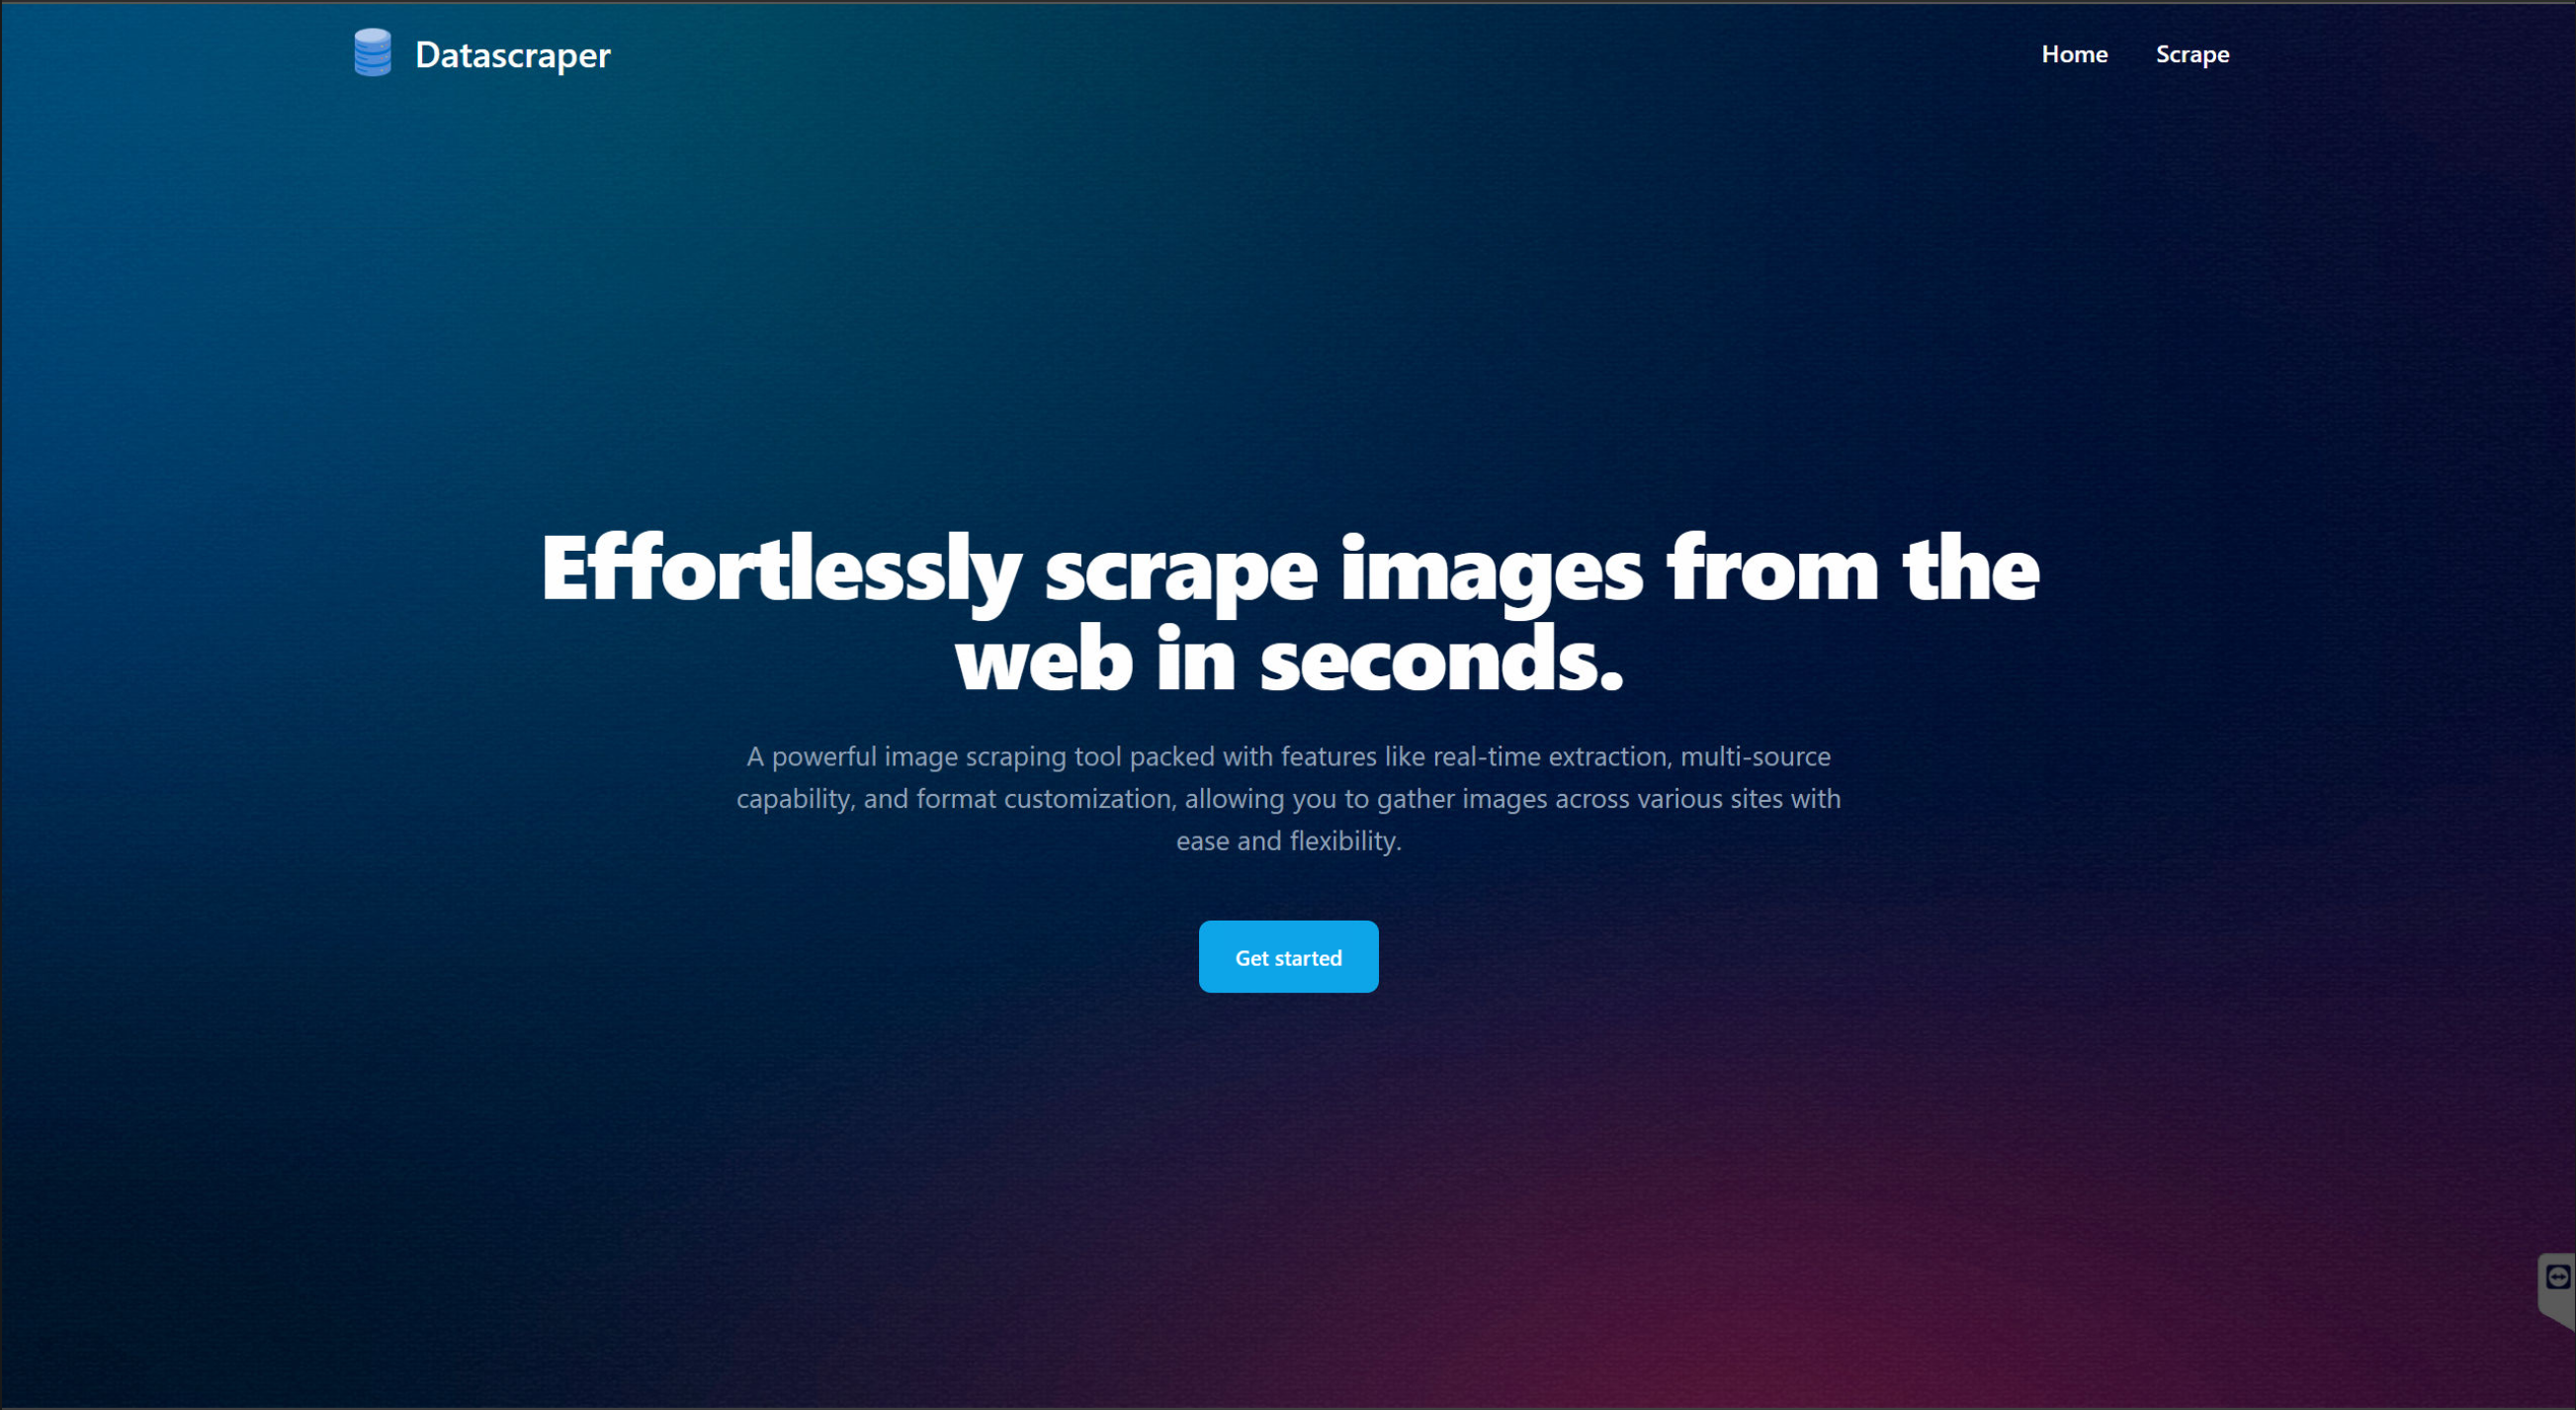 Datascraper
Home
Scrape
Effortlessly scrape images from the
web in seconds.
A powerful image scraping tool packed with features like real-time extraction, multi-source
capability, and format customization, allowing you to gather images across various sites with
ease and flexibility.
Get started